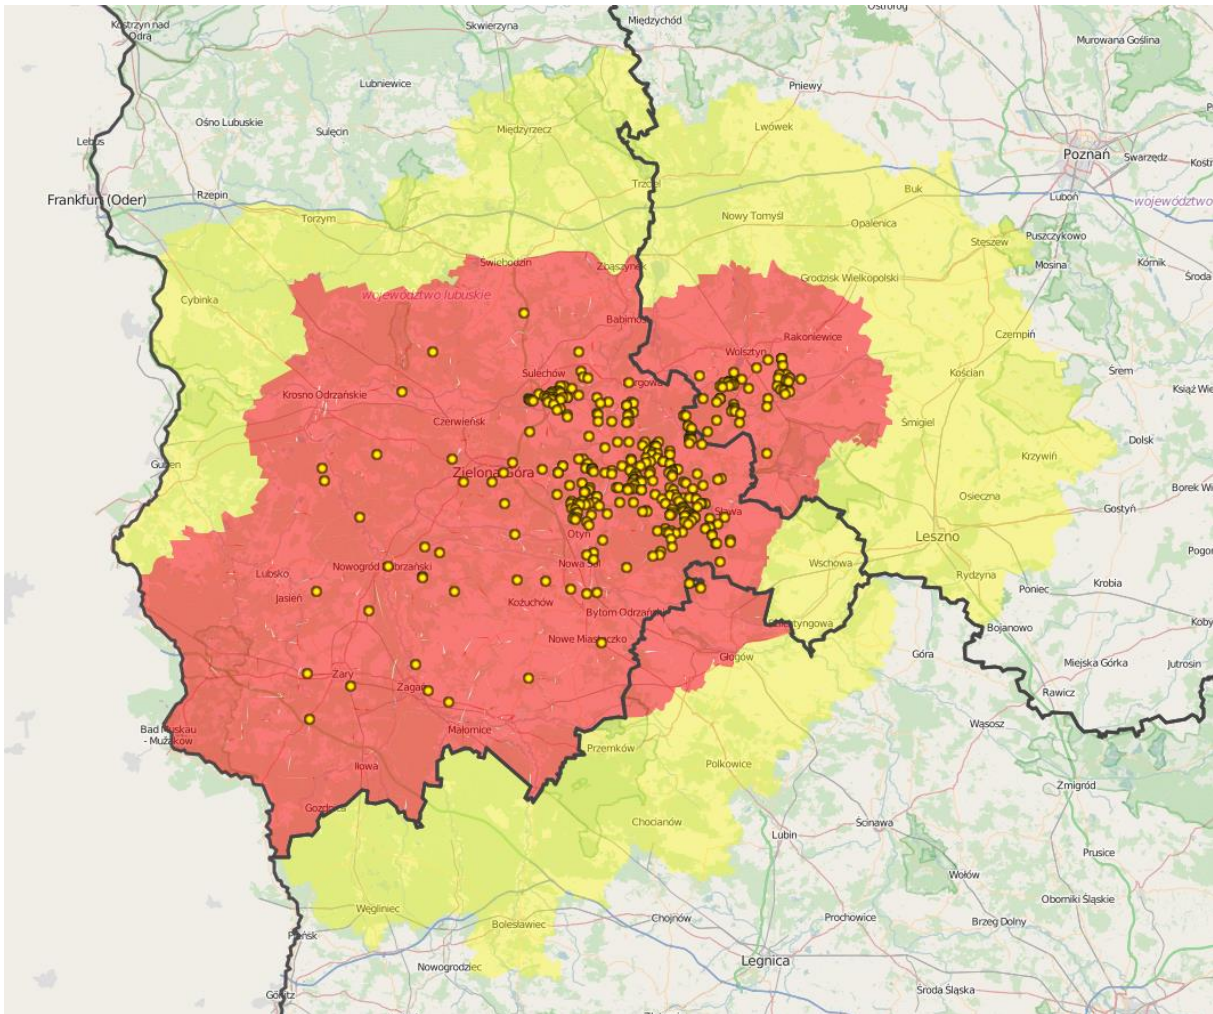 Kostrzyn nad
Odrą
Skwierzyna
Międzychód
Ostroróg
Murowana Goślina
Lubniewice
Pniewy
Ośno Lubuskie
Sulęcin
Międzyrzecz
Lwówek
Lebus
Poznań
Swarzędz
Frankfurt (Oder)
Rzepin
Trzciel
Buk
Luboń
województwo
Torzym
Nowy Tomyśl
Opalenica
Stęszew
Puszczykowo
Mosina
Kórnik
Środa
Świebodzin
Zbąszynek
Grodzisk Wielkopolski
Cybinka
województwo lubuskie
Babimost
Rakoniewice
Czempiń
Wolsztyn
Sulechów
Kargowa
Kościan
Śrem
Książ Wie
Krosno Odrzańskie
Czerwieńsk
Śmigiel
Dolsk
Guben
Zielona Góra
Krzywiń
Borek Wi
Osieczna
Gostyń
Sława
Otyń
Leszno
Pogor
Lubsko
Nowogród Bobrzański
Nowa Sól
Wschowa
Rydzyna
Jasień
Kożuchów
Poniec
Krobia
Bytom Odrzański
Szlichtyngowa
Bojanowo
Koby
Nowe Miasteczko
Głogów
Góra
Miejska Górka
Jutrosin
Żary
Żagań
Rawicz
Bad Muskau
- Mużaków
Małomice
Wąsosz
Przemków
Iłowa
Polkowice
Żmigród
Gozdnica
Chocianów
Lubin
Ścinawa
Prusice
Wołów
Węgliniec
Chojnów
Prochowice
Oborniki Śląskie
Bolesławiec
Brzeg Dolny
Pieńsk
Nowogrodziec
Legnica
Görlitz
Środa Śląska